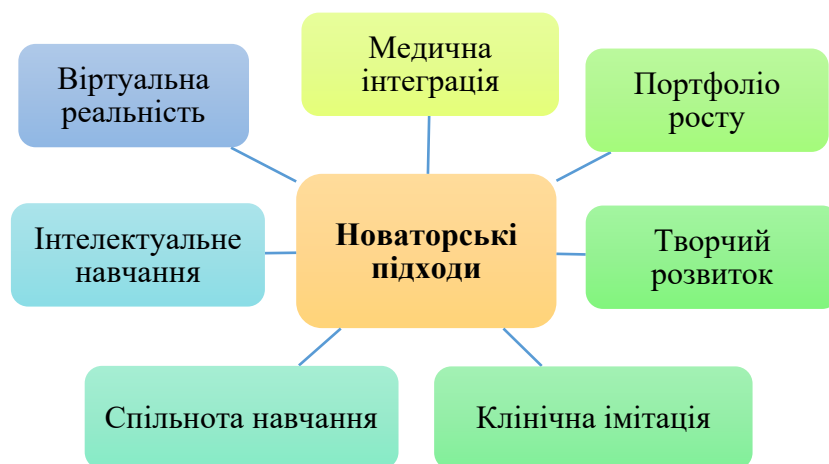 Медична
інтеграція
Віртуальна
реальність
Портфоліо
росту
Інтелектуальне
навчання
Новаторські
підходи
Творчий
розвиток
Спільнота навчання
Клінічна імітація